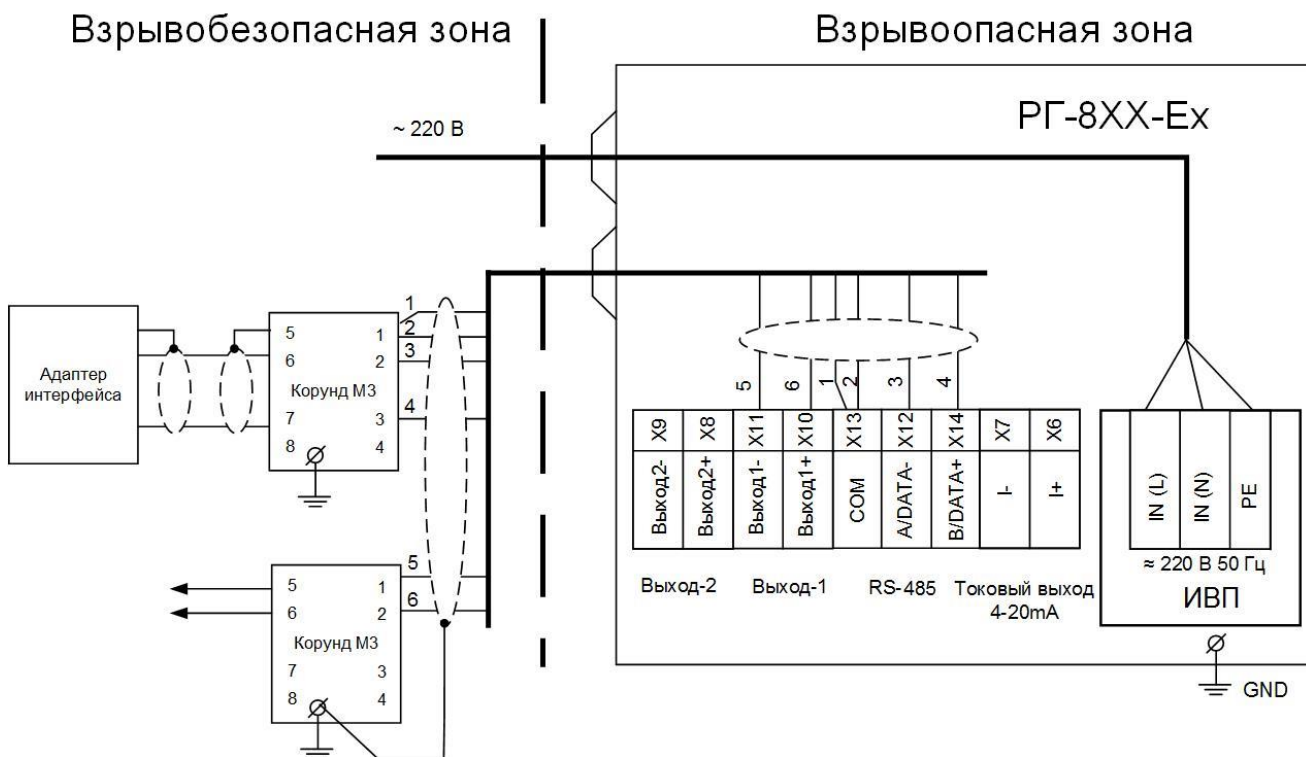 Взрывобезопасная зона
Взрывоопасная зона
~ 220 В
РГ-8ХХ-Ех
Адаптер
интерфейса
5
6
7
8
1
2
3
4
Корунд М3
1
2
3
4
5
6
5
6
7
8
1
2
3
4
Корунд М3
5
6
1
2
3
4
X9
X8
X11
X10
X13
X12
X14
X7
X6
Выход2-
Выход2+
Выход1-
Выход1+
COM
A/DATA-
B/DATA+
I-
I+
Выход-2
Выход-1
RS-485
Токовый выход
4-20mA
IN (L)
IN (N)
PE
≈ 220 В 50 Гц
ИВП
GND